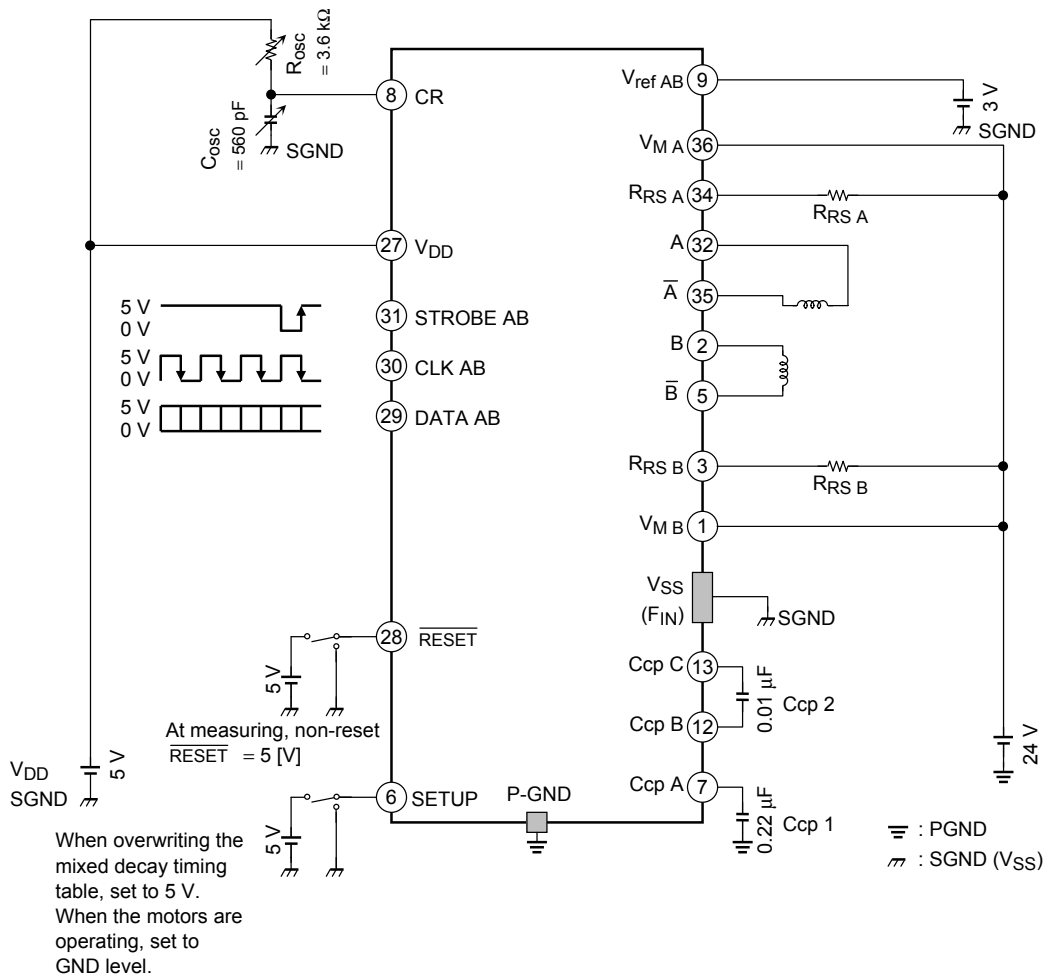 Rosc
= 3.6 kΩ
Cosc
= 560 pF
SGND
8 CR
27 VDD
5 V
0 V
31 STROBE AB
5 V
0 V
30 CLK AB
5 V
0 V
29 DATA AB
28 RESET
5 V
At measuring, non-reset
RESET = 5 [V]
VDD
5 V
SGND
6 SETUP
5 V
P-GND
When overwriting the
mixed decay timing
table, set to 5 V.
When the motors are
operating, set to
GND level.
Vref AB 9
3 V
SGND
VM A 36
RRS A 34
RRS A
A 32
A̅ 35
B 2
B̅ 5
RRS B 3
RRS B
VM B 1
VSS
(FIN)
SGND
Ccp C 13
0.01 μF
Ccp 2
Ccp B 12
24 V
Ccp A 7
0.22 μF
Ccp 1
: PGND
: SGND (VSS)